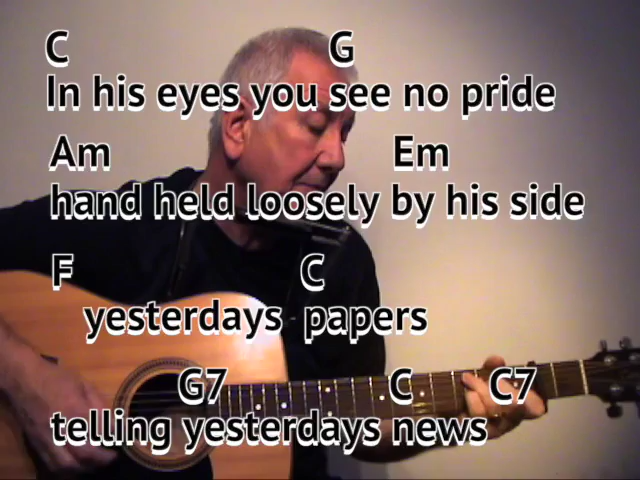 C G
In his eyes you see no pride
Am Em
hand held loosely by his side
F C
yesterdays papers
G7 C C7
telling yesterdays news